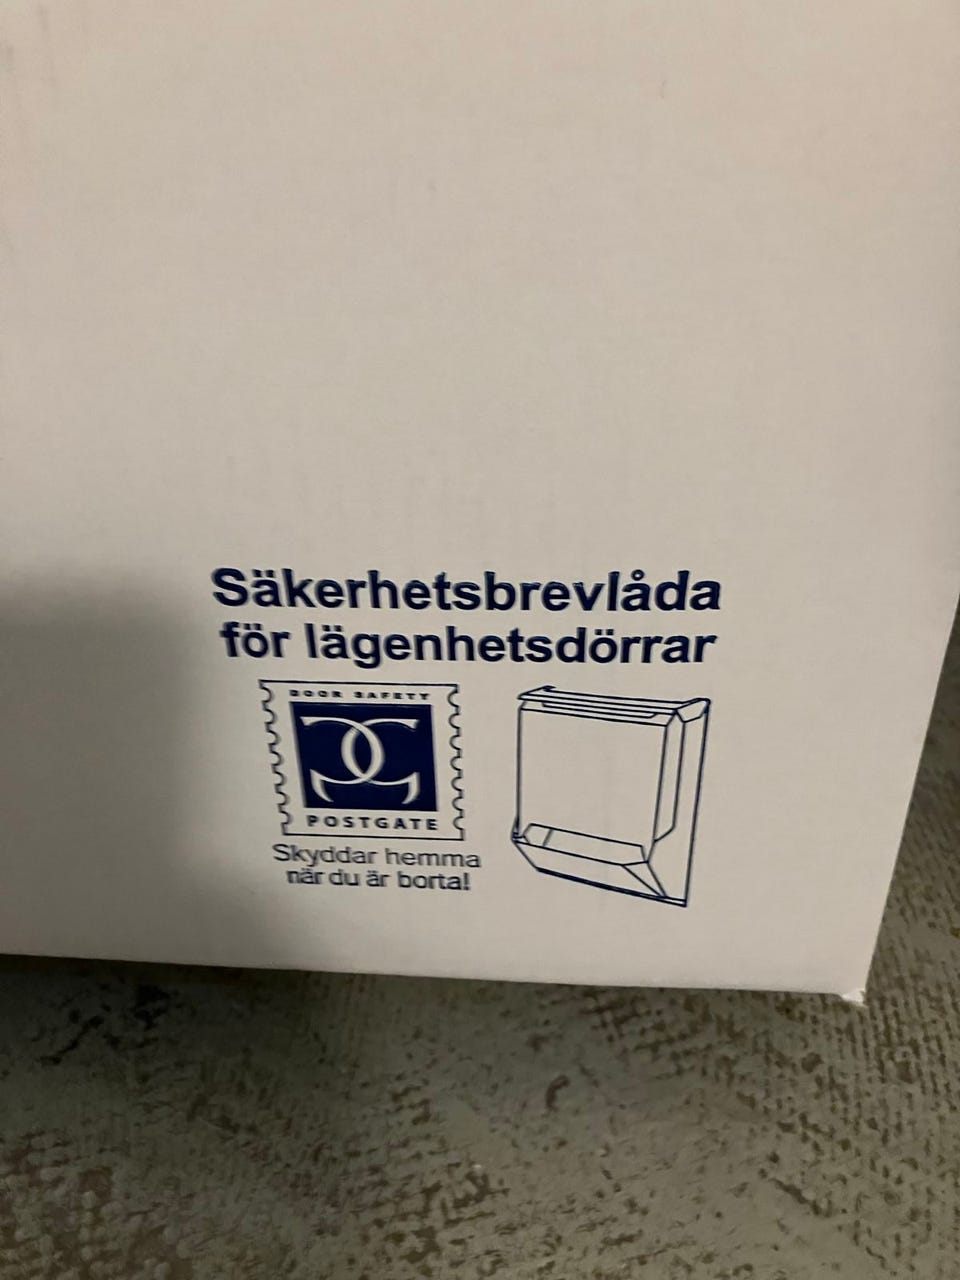 Säkerhetsbrevlåda
för lägenhetsdörrar
DOOR SAFETY
POSTGATE
Skyddar hemma
när du är borta!